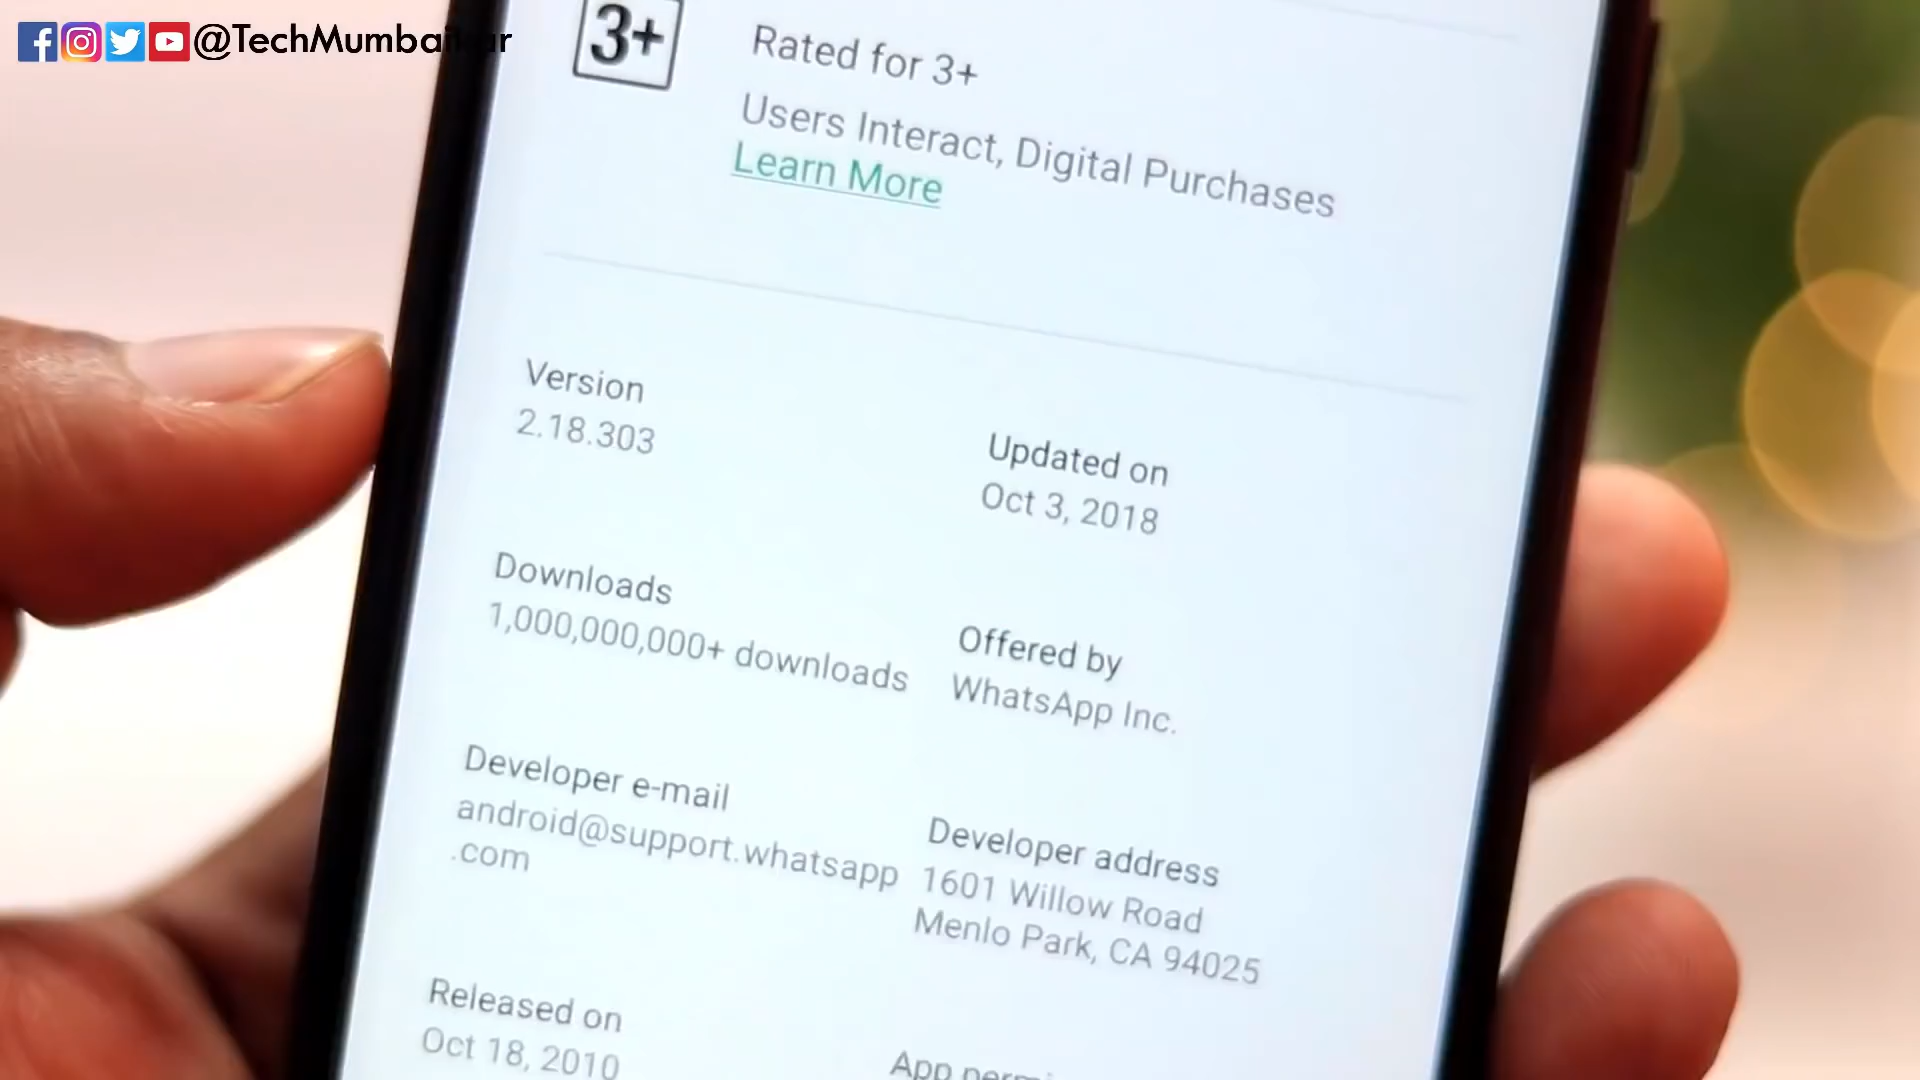 @TechMumbaikar
3+
Rated for 3+
Users Interact, Digital Purchases
Learn More
Version
2.18.303
Updated on
Oct 3, 2018
Downloads
1,000,000,000+ downloads
Offered by
WhatsApp Inc.
Developer e-mail
android@support.whatsapp
.com
Developer address
1601 Willow Road
Menlo Park, CA 94025
Released on
Oct 18, 2010
App